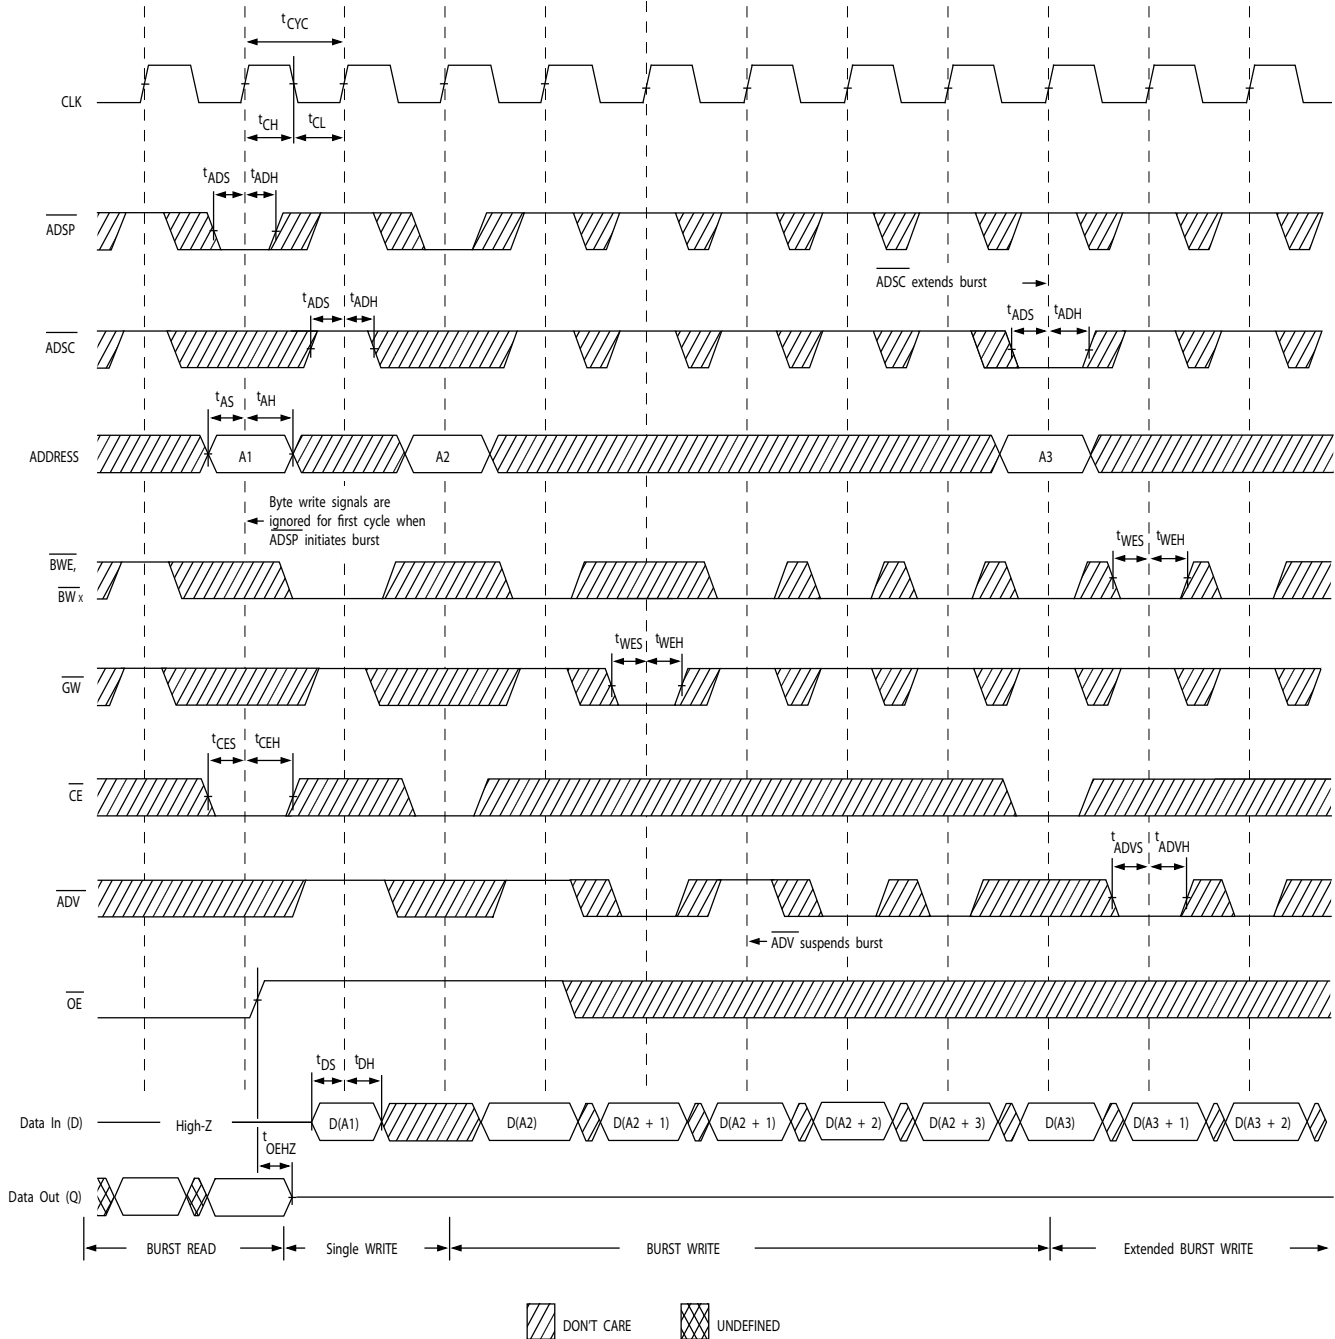 tCYC
CLK
tCH
tCL
tADS
tADH
ADSP
ADSC extends burst
tADS
tADH
tADS
tADH
ADSC
tAS
tAH
ADDRESS
A1
A2
A3
Byte write signals are
ignored for first cycle when
ADSP initiates burst
BWE,
BW x
tWES
tWEH
tWES
tWEH
GW
tCES
tCEH
CE
tADVS
tADVH
ADV
ADV suspends burst
OE
tDS
tDH
Data In (D)
High-Z
D(A1)
D(A2)
D(A2 + 1)
D(A2 + 1)
D(A2 + 2)
D(A2 + 3)
D(A3)
D(A3 + 1)
D(A3 + 2)
tOEHZ
Data Out (Q)
BURST READ
Single WRITE
BURST WRITE
Extended BURST WRITE
DON'T CARE
UNDEFINED